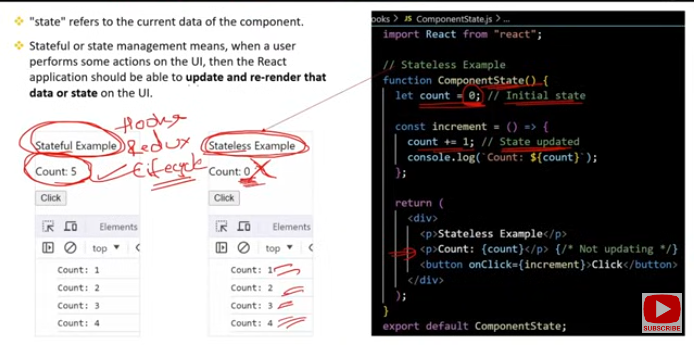 "state" refers to the current data of the component.
Stateful or state management means, when a user
performs some actions on the UI, then the React
application should be able to update and re-render that
data or state on the UI.
Hooks
Stateful Example
Redux
Count: 5
Lifecycle
Click
Elements
top
Count: 1
Count: 2
Count: 3
Count: 4
Stateless Example
Count: 0
Click
Elements
top
Count: 1
Count: 2
Count: 3
Count: 4
ooks > JS ComponentState.js > ...
import React from "react";
// Stateless Example
function ComponentState() {
let count = 0; // Initial state
const increment = () => {
count += 1; // State updated
console.log(`Count: ${count}`);
};
return (
<div>
<p>Stateless Example</p>
<p>Count: {count}</p> {/* Not updating */}
<button onClick={increment}>Click</button>
</div>
);
}
export default ComponentState;
SUBSCRIBE